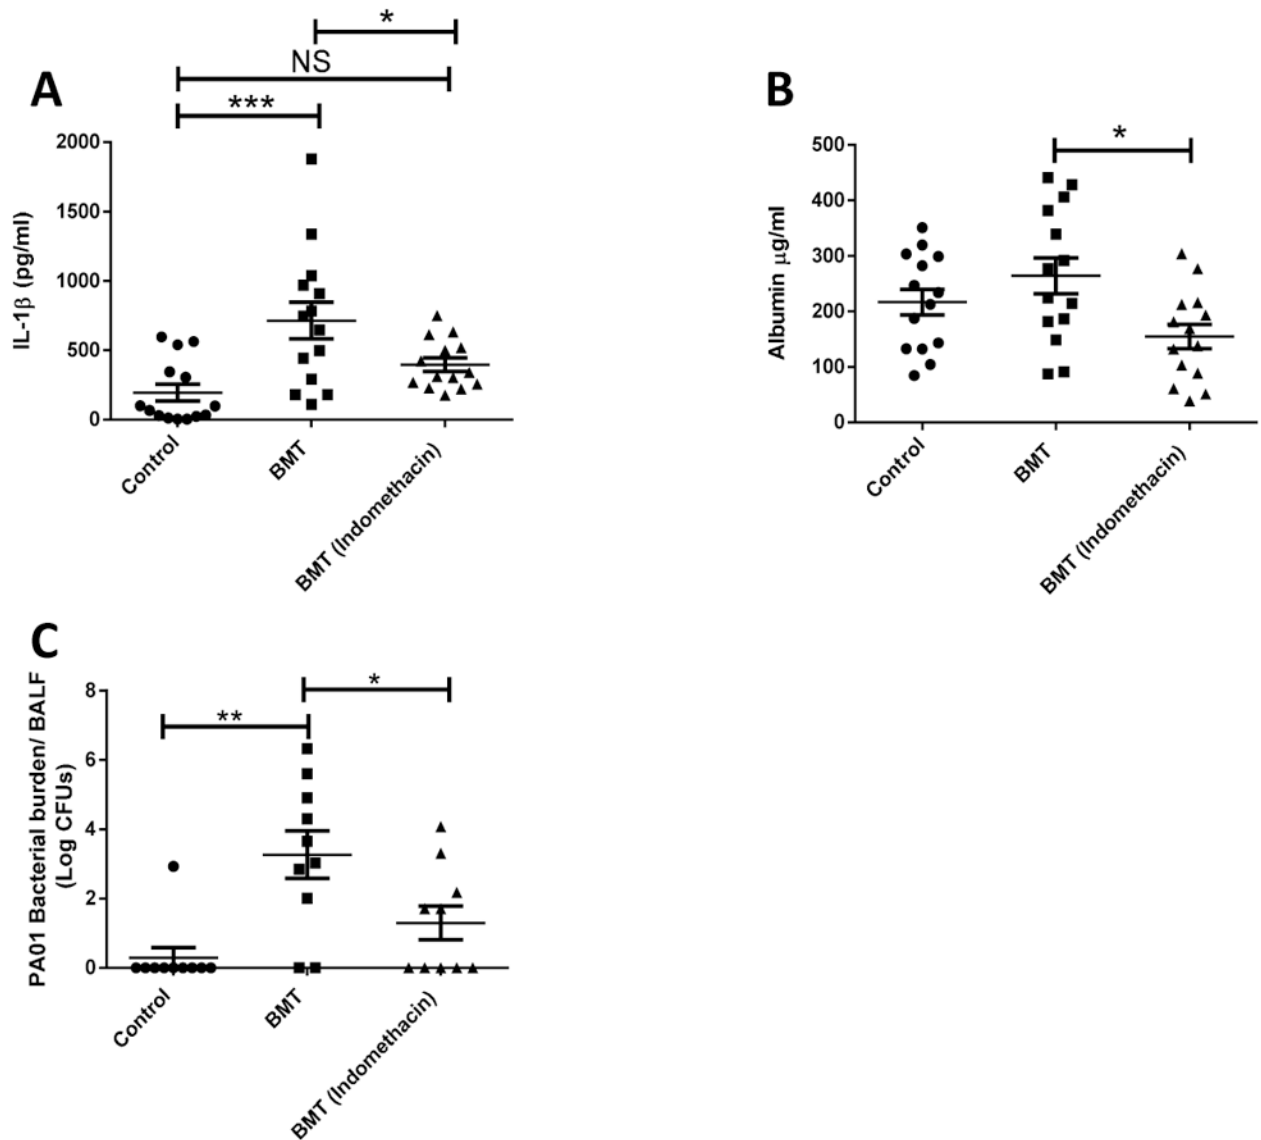 *
NS
***
A
2000
1500
1000
500
0
IL-1β (pg/ml)
Control
BMT
BMT (Indomethacin)
B
*
500
400
300
200
100
0
Albumin µg/ml
Control
BMT
BMT (Indomethacin)
C
*
**
8
6
4
2
0
PA01 Bacterial burden/ BALF
(Log CFUs)
Control
BMT
BMT (Indomethacin)